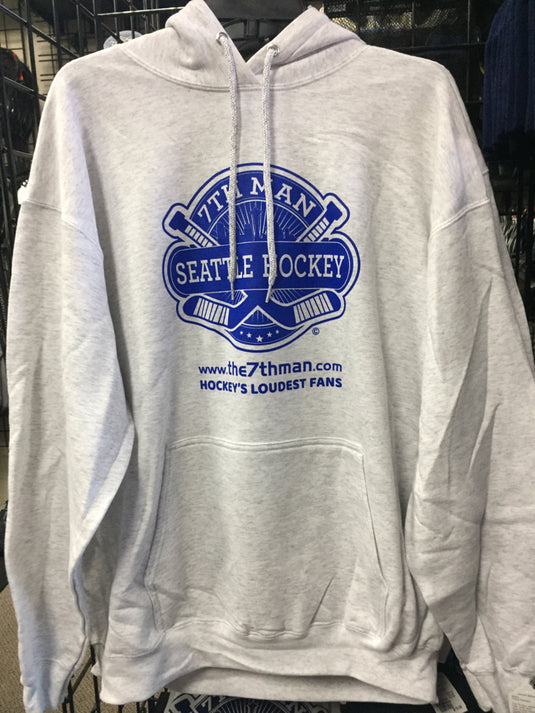 7TH MAN
SEATTLE HOCKEY
©
www.the7thman.com
HOCKEY'S LOUDEST FANS